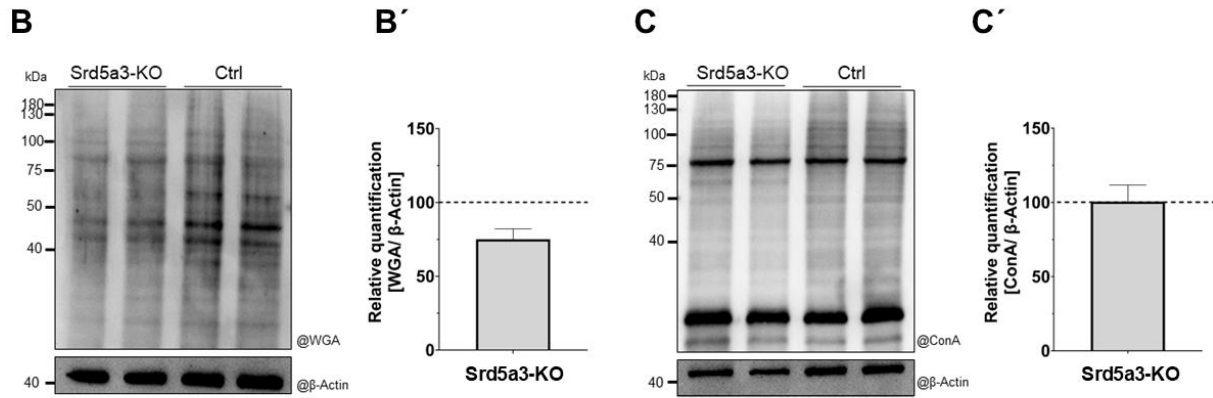 B
Srd5a3-KO Ctrl
kDa
180
130
100
75
50
40
@WGA
40
@β-Actin
B´
Relative quantification
[WGA/ β-Actin]
150
100
50
0
Srd5a3-KO
C
Srd5a3-KO Ctrl
kDa
180
130
100
75
50
40
@ConA
40
@β-Actin
C´
Relative quantification
[ConA/ β-Actin]
150
100
50
0
Srd5a3-KO